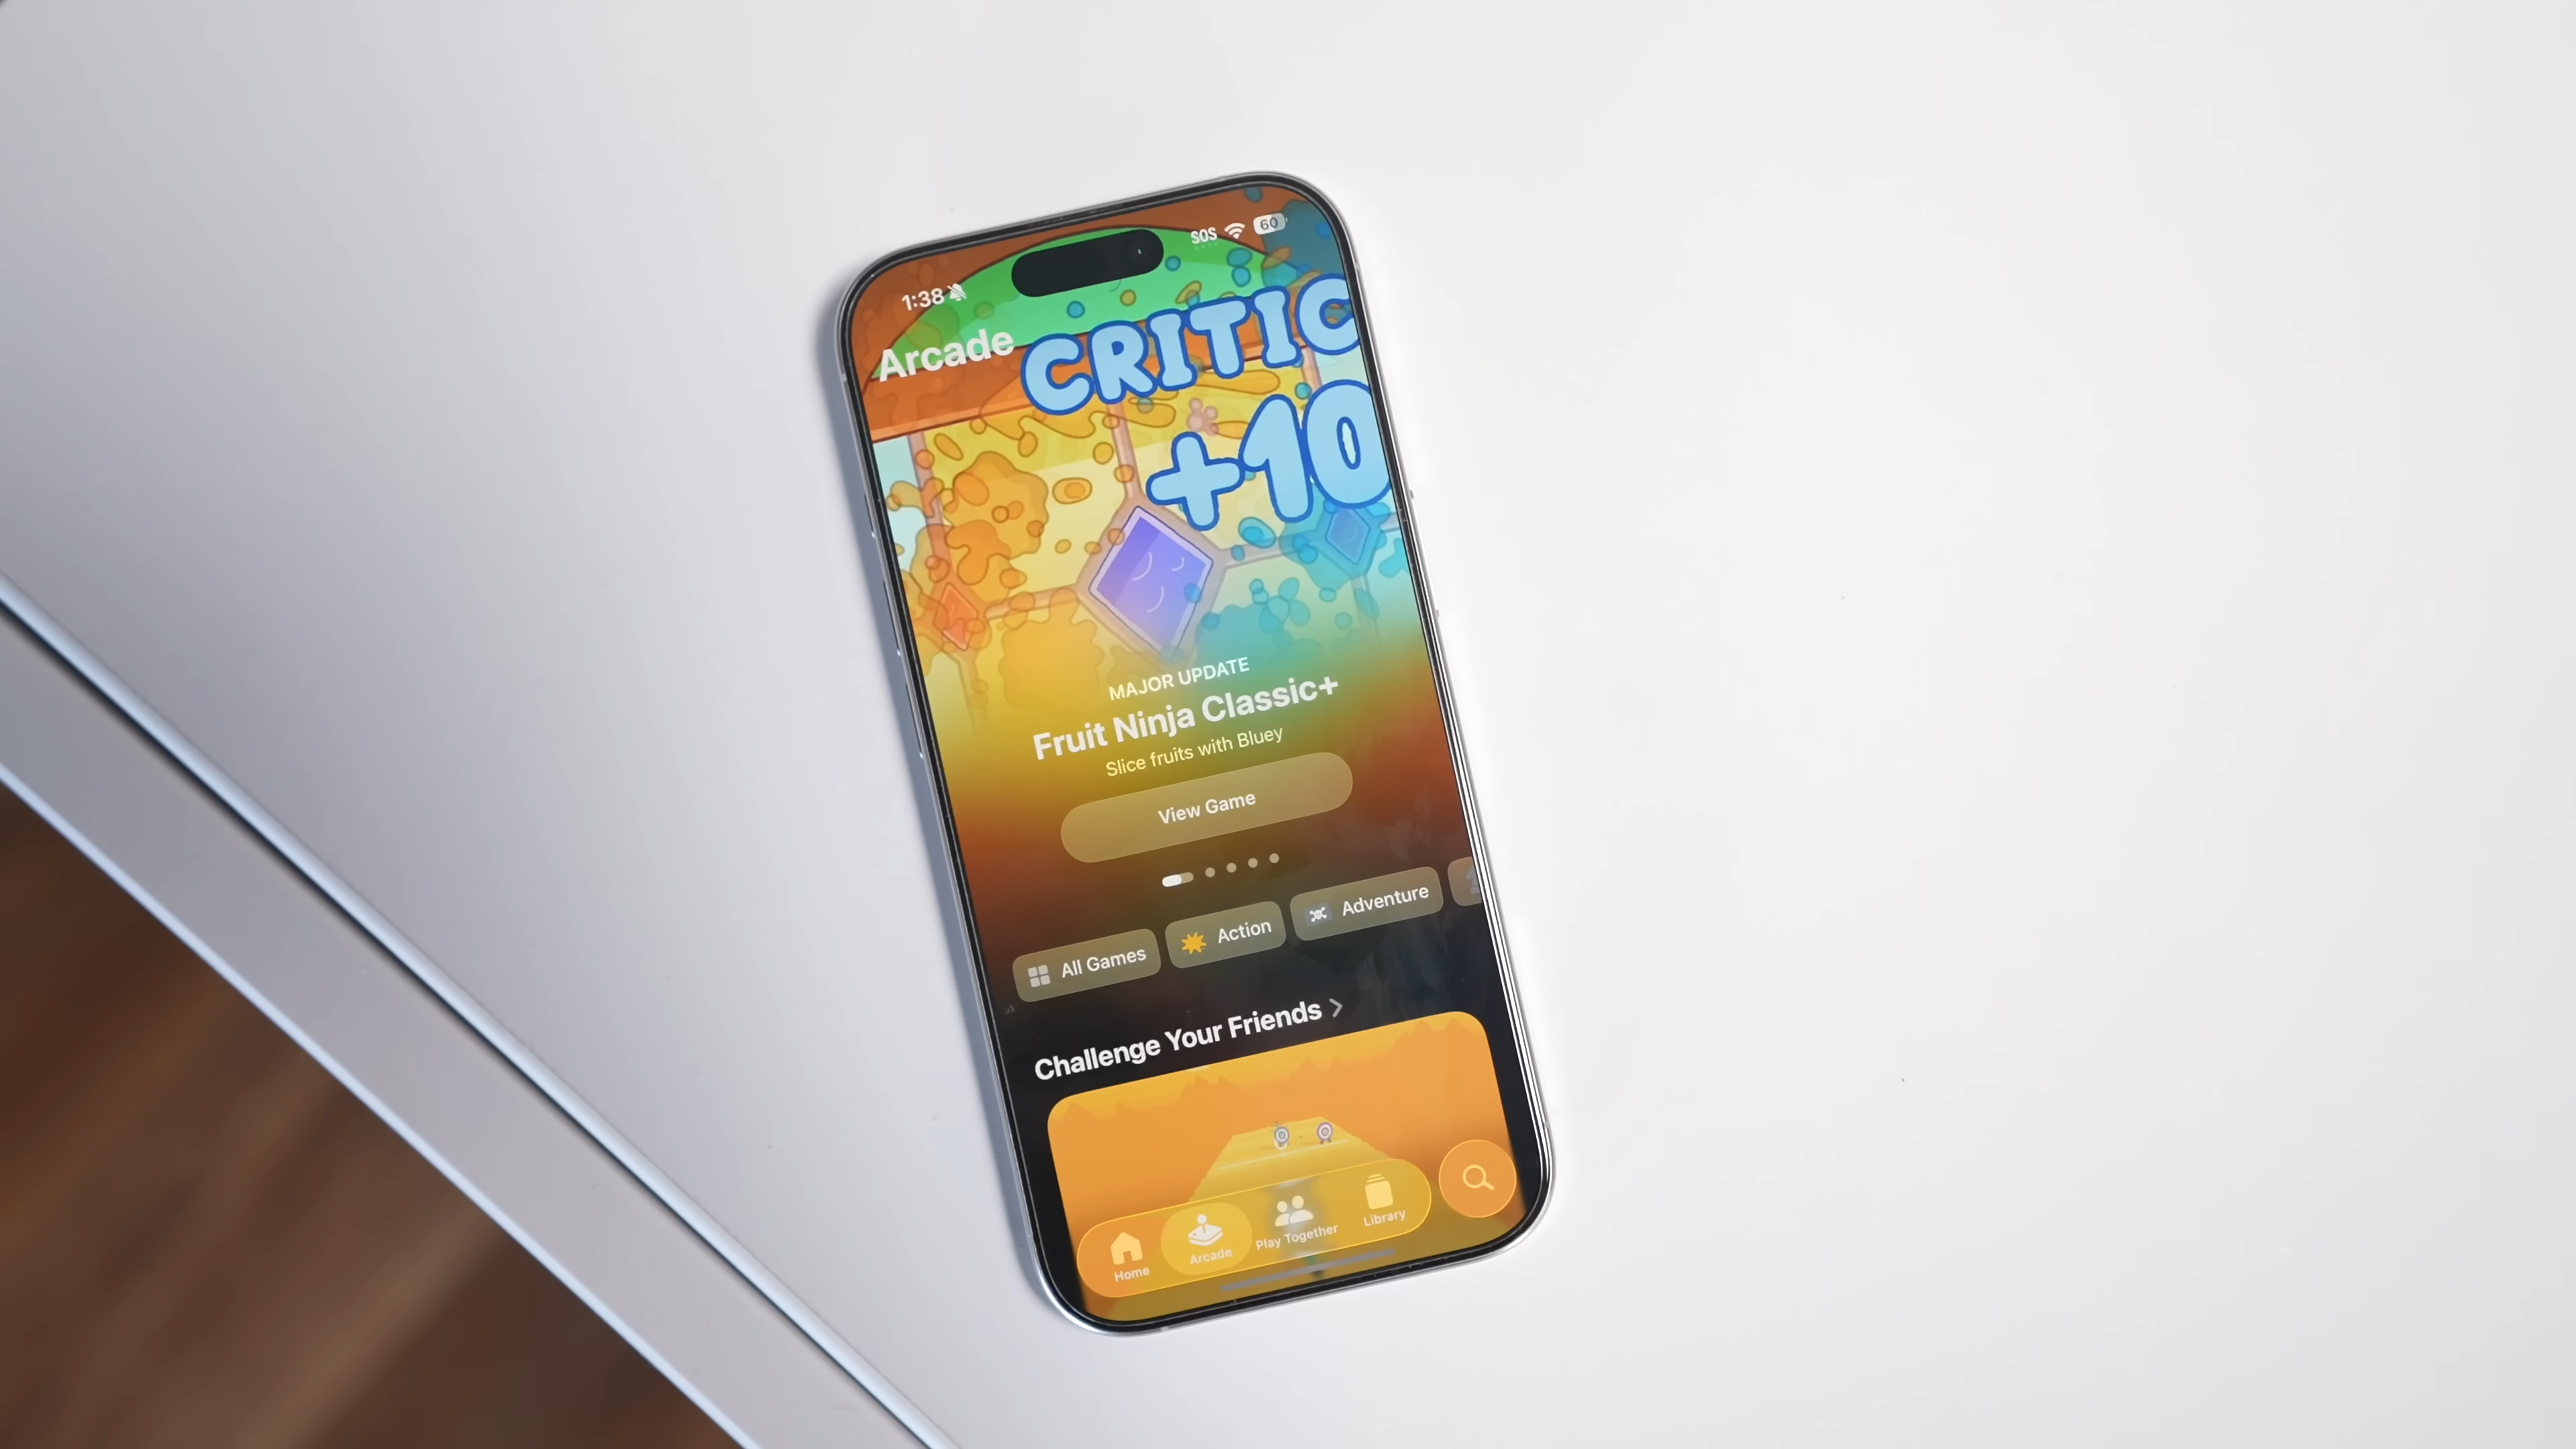 1:38
SOS
60
Arcade
CRITIC
+10
MAJOR UPDATE
Fruit Ninja Classic+
Slice fruits with Bluey
View Game
All Games
Action
Adventure
Challenge Your Friends >
Home
Arcade
Play Together
Library